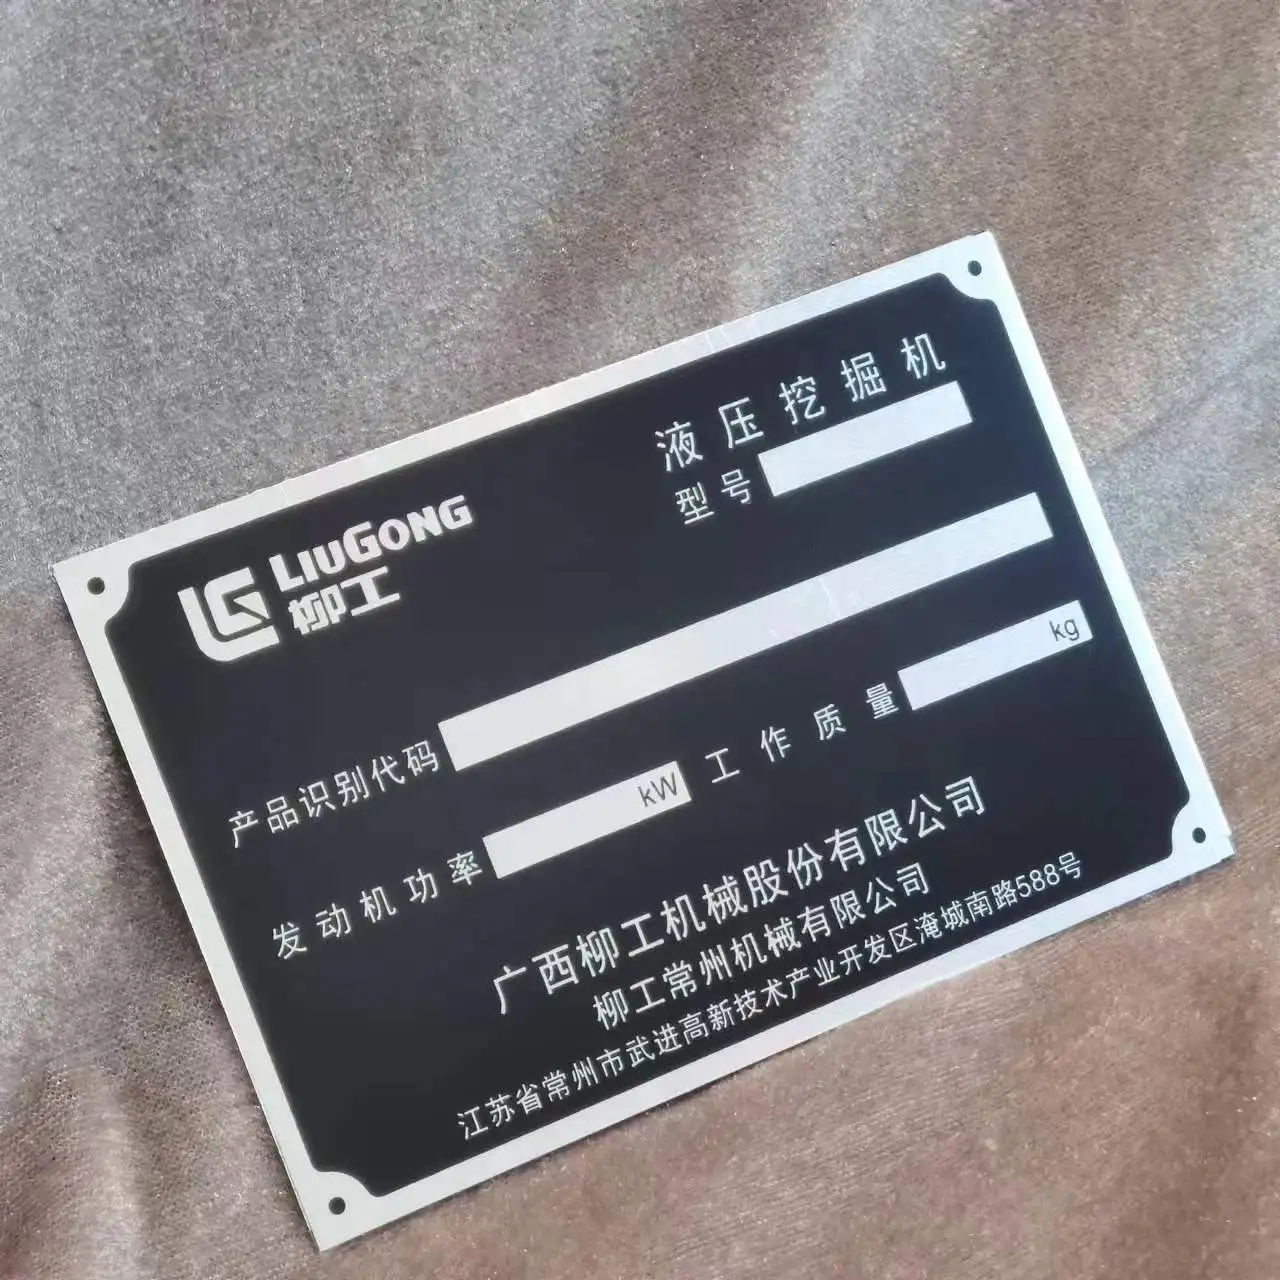 液压挖掘机
型号
LIUGONG
柳工
产品识别代码
发动机功率 kW 工作质量 kg
广西柳工机械股份有限公司
柳工常州机械有限公司
江苏省常州市武进高新技术产业开发区淹城南路588号